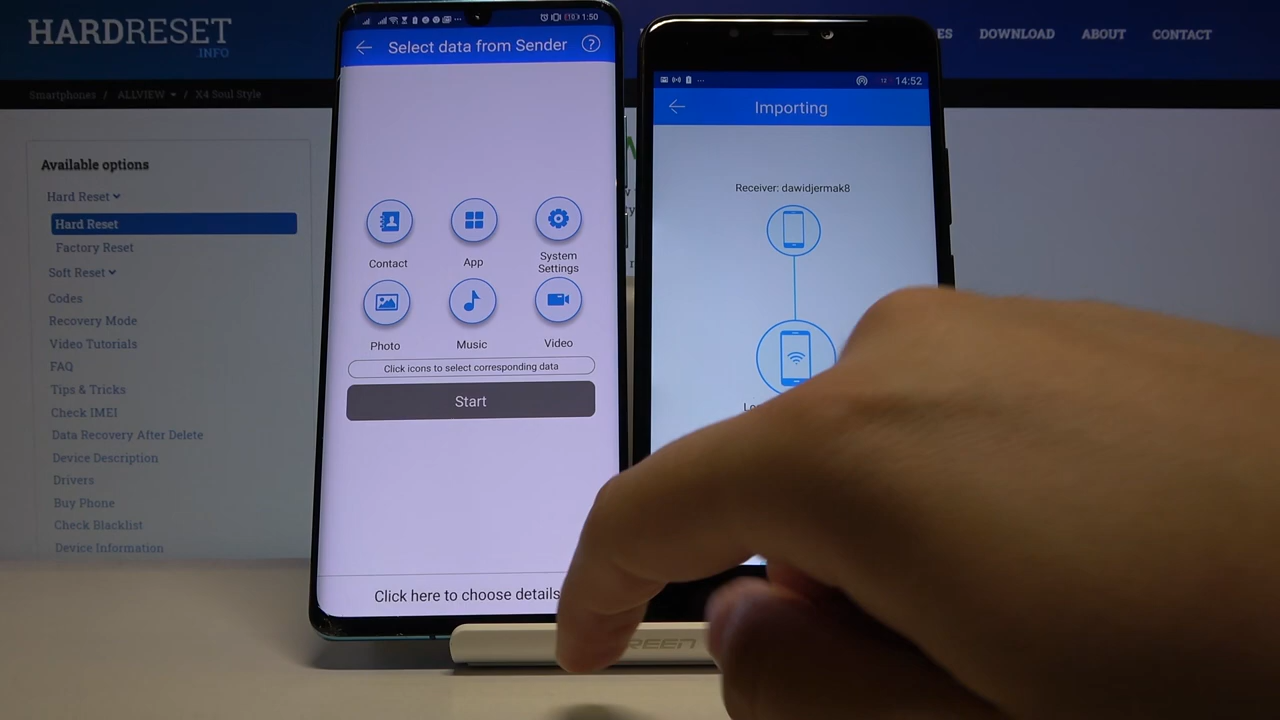 HARDRESET
.INFO
ES
DOWNLOAD
ABOUT
CONTACT
Smartphones / ALLVIEW / X4 Soul Style
Available options
Hard Reset
Hard Reset
Factory Reset
Soft Reset
Codes
Recovery Mode
Video Tutorials
FAQ
Tips & Tricks
Check IMEI
Data Recovery After Delete
Device Description
Drivers
Buy Phone
Check Blacklist
Device Information
1:50
Select data from Sender
?
Contact
App
System
Settings
Photo
Music
Video
Click icons to select corresponding data
Start
Click here to choose details
12 14:52
Importing
Receiver: dawidjermak8
REEN